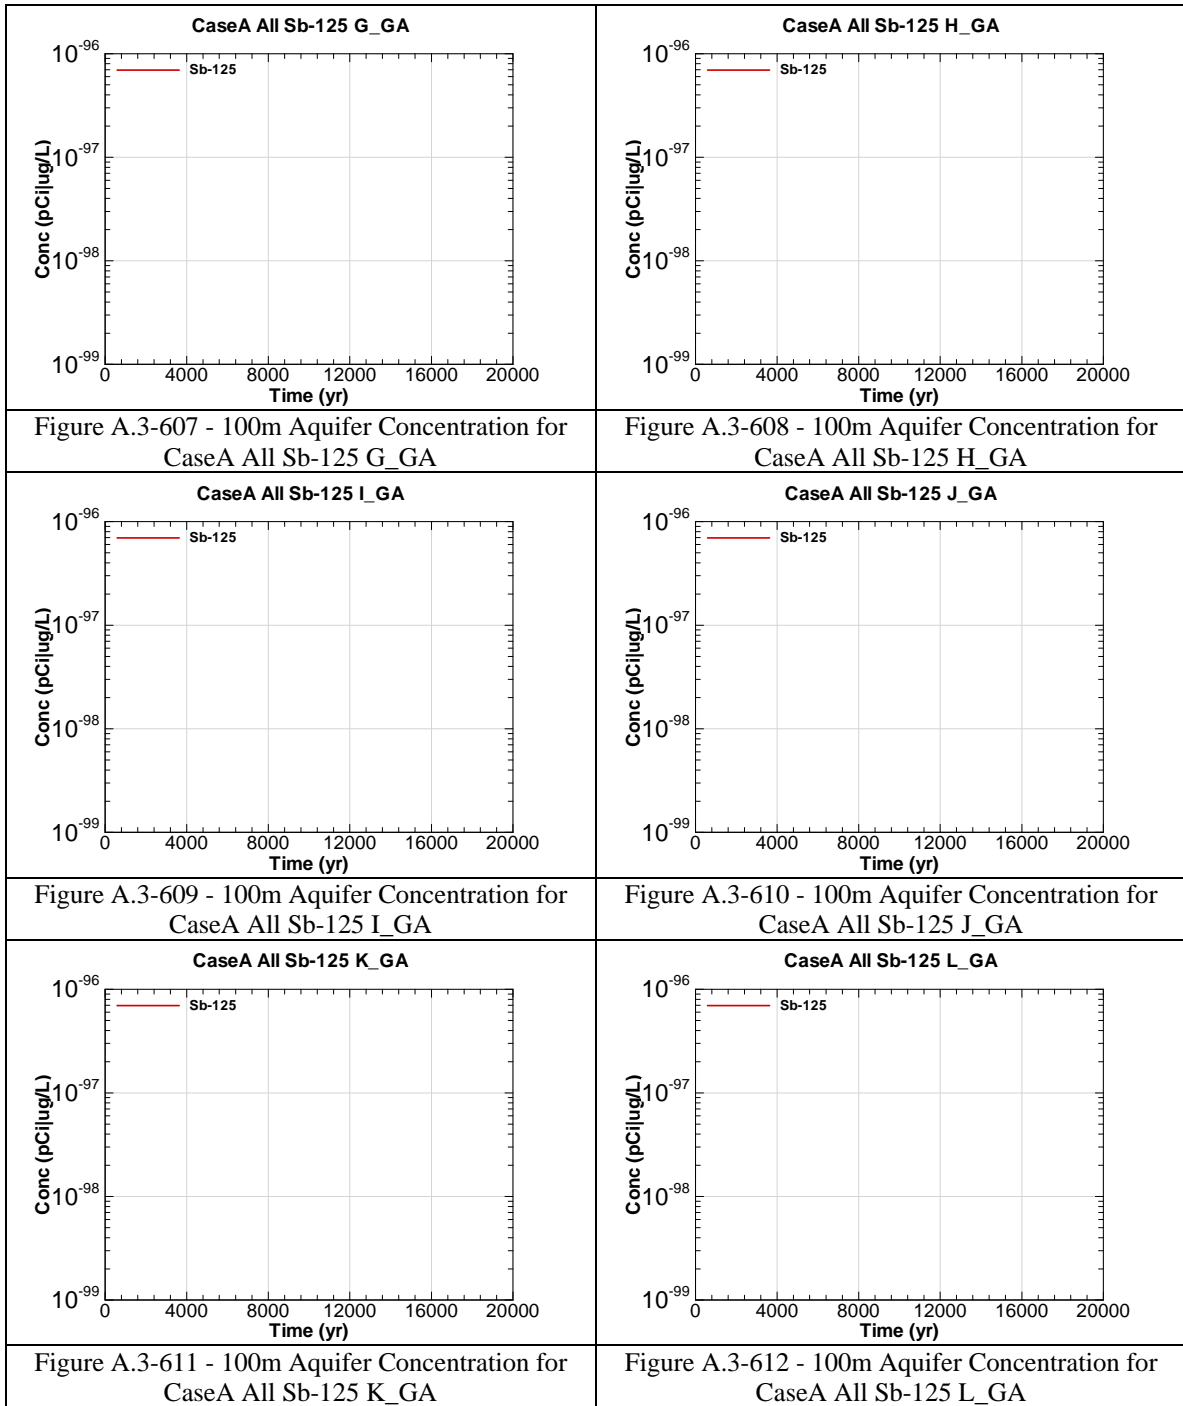 CaseA All Sb-125 G_GA
10-96
Sb-125
10-97
Conc (pCi|ug/L)
10-98
10-99
0 4000 8000 12000 16000 20000
Time (yr)
Figure A.3-607 - 100m Aquifer Concentration for
CaseA All Sb-125 G_GA
CaseA All Sb-125 H_GA
10-96
Sb-125
10-97
Conc (pCi|ug/L)
10-98
10-99
0 4000 8000 12000 16000 20000
Time (yr)
Figure A.3-608 - 100m Aquifer Concentration for
CaseA All Sb-125 H_GA
CaseA All Sb-125 I_GA
10-96
Sb-125
10-97
Conc (pCi|ug/L)
10-98
10-99
0 4000 8000 12000 16000 20000
Time (yr)
Figure A.3-609 - 100m Aquifer Concentration for
CaseA All Sb-125 I_GA
CaseA All Sb-125 J_GA
10-96
Sb-125
10-97
Conc (pCi|ug/L)
10-98
10-99
0 4000 8000 12000 16000 20000
Time (yr)
Figure A.3-610 - 100m Aquifer Concentration for
CaseA All Sb-125 J_GA
CaseA All Sb-125 K_GA
10-96
Sb-125
10-97
Conc (pCi|ug/L)
10-98
10-99
0 4000 8000 12000 16000 20000
Time (yr)
Figure A.3-611 - 100m Aquifer Concentration for
CaseA All Sb-125 K_GA
CaseA All Sb-125 L_GA
10-96
Sb-125
10-97
Conc (pCi|ug/L)
10-98
10-99
0 4000 8000 12000 16000 20000
Time (yr)
Figure A.3-612 - 100m Aquifer Concentration for
CaseA All Sb-125 L_GA